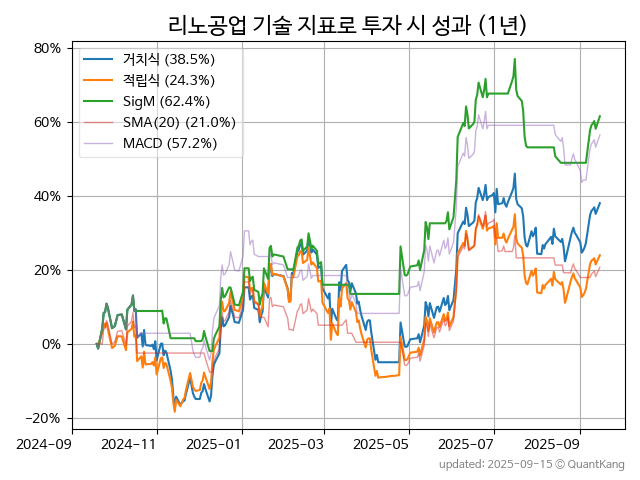 리노공업 기술 지표로 투자 시 성과 (1년)
80%
60%
40%
20%
0%
−20%
거치식 (38.5%)
적립식 (24.3%)
SigM (62.4%)
SMA(20) (21.0%)
MACD (57.2%)
2024-09 2024-11 2025-01 2025-03 2025-05 2025-07 2025-09
updated: 2025-09-15 © QuantKang